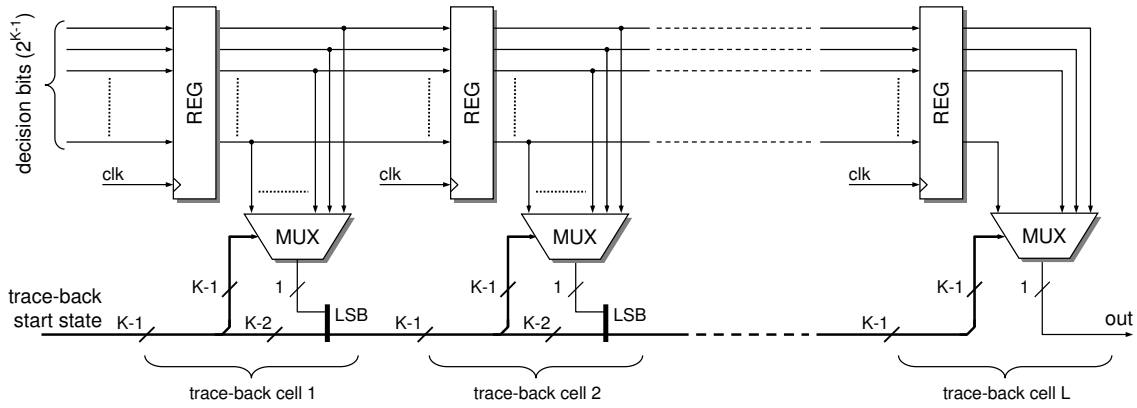 decision bits (2^{K-1})
REG
REG
REG
clk
clk
clk
MUX
MUX
MUX
K-1
1
K-1
1
K-1
1
trace-back
start state
K-1
K-2
LSB
K-1
K-2
LSB
K-1
out
trace-back cell 1
trace-back cell 2
trace-back cell L